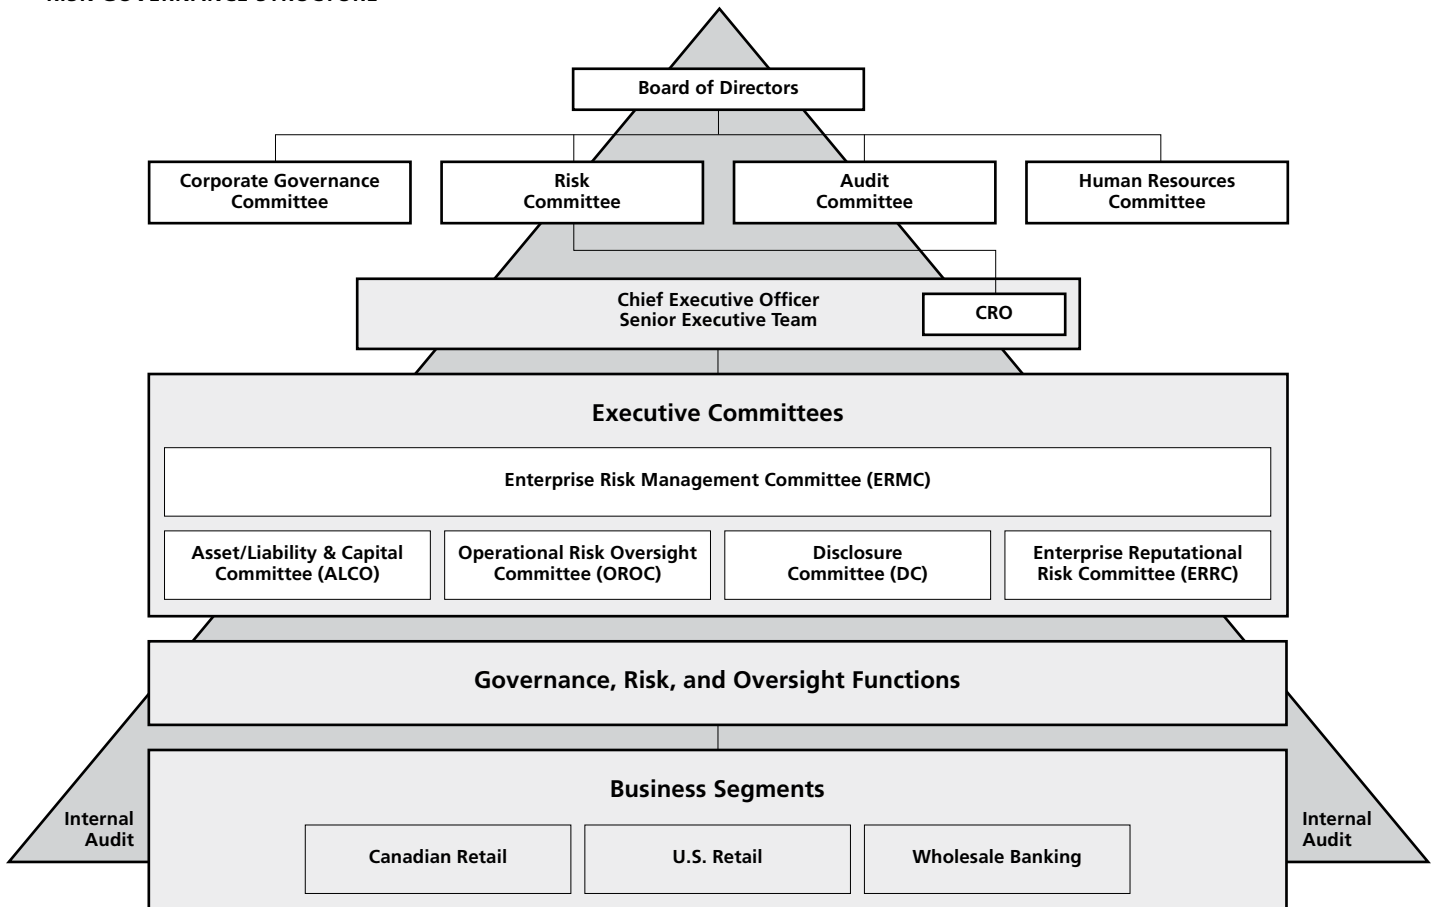 RISK GOVERNANCE STRUCTURE
Board of Directors
Corporate Governance
Committee
Risk
Committee
Audit
Committee
Human Resources
Committee
Chief Executive Officer
Senior Executive Team
CRO
Executive Committees
Enterprise Risk Management Committee (ERMC)
Asset/Liability & Capital
Committee (ALCO)
Operational Risk Oversight
Committee (OROC)
Disclosure
Committee (DC)
Enterprise Reputational
Risk Committee (ERRC)
Governance, Risk, and Oversight Functions
Business Segments
Internal
Audit
Canadian Retail
U.S. Retail
Wholesale Banking
Internal
Audit